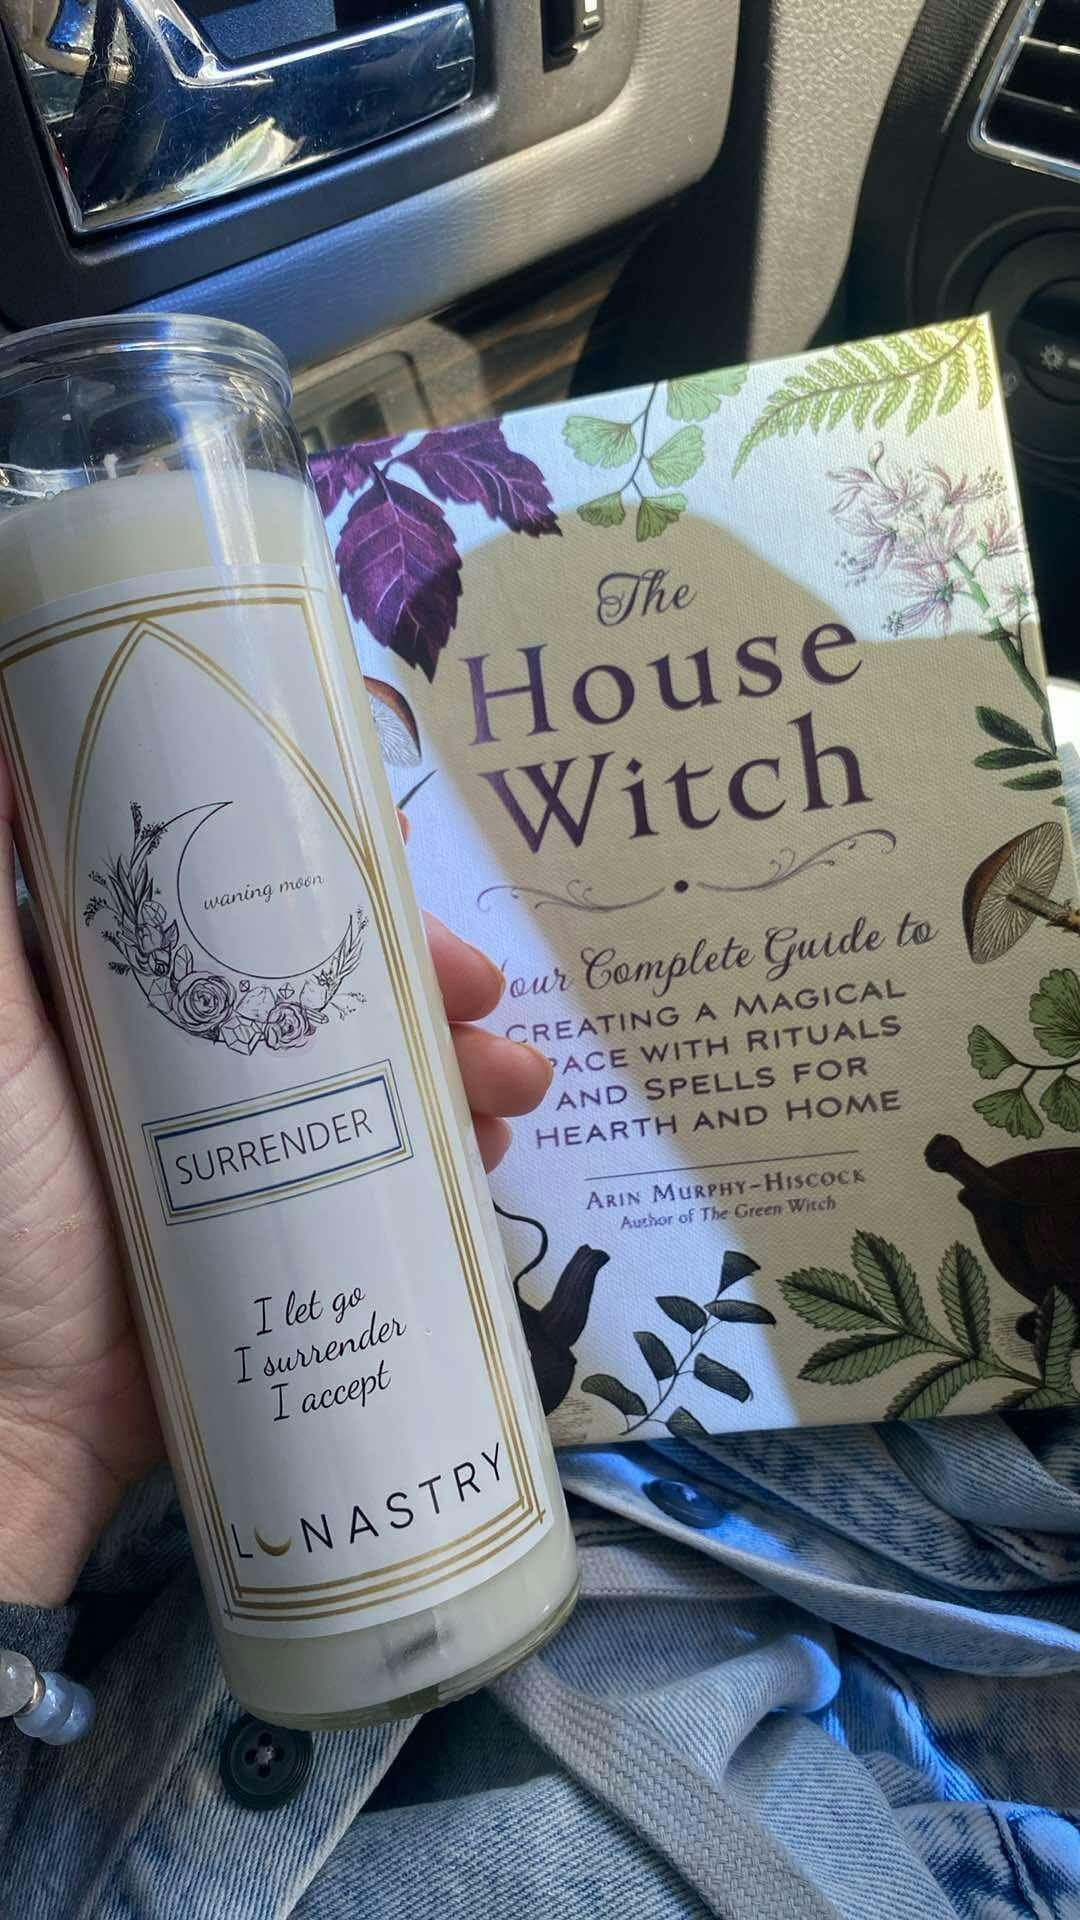 waning moon
SURRENDER
I let go
I surrender
I accept
LUNASTRY
The
House
Witch
Complete Guide to
CREATING A MAGICAL
WITH RITUALS
AND SPELLS FOR
HEARTH AND HOME
ARIN MURPHY-HISCOCK
Author of The Green Witch